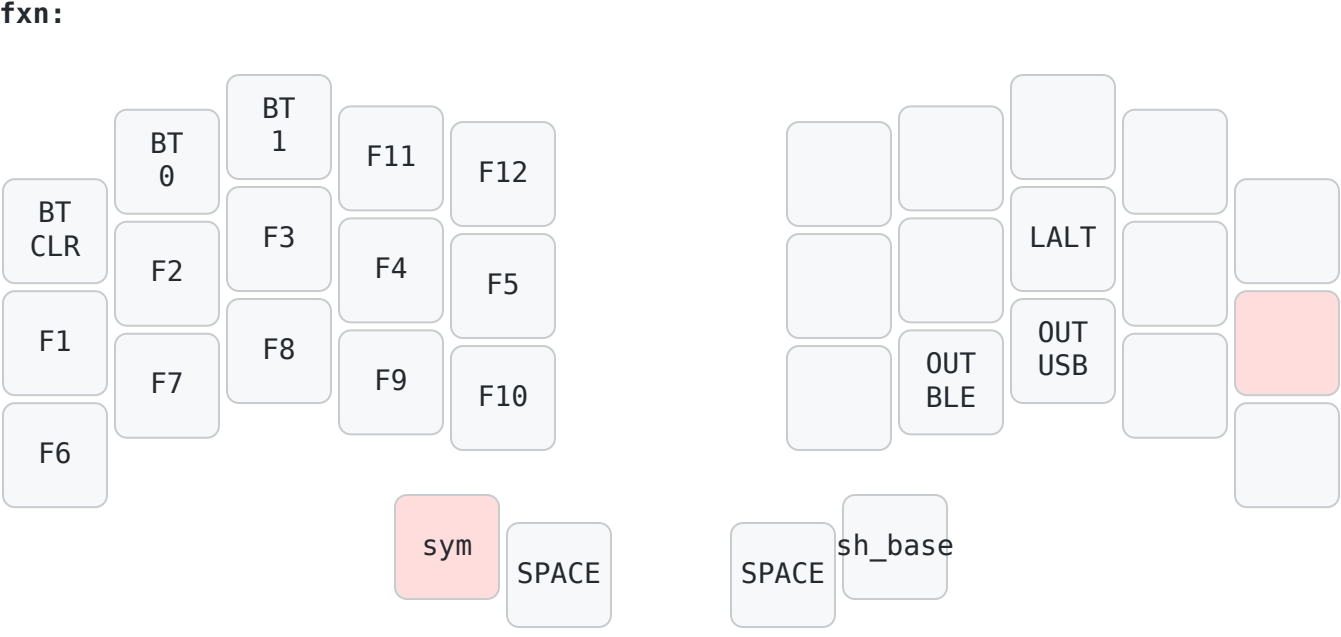 fxn:
BT
CLR
BT
0
BT
1
F11
F12
F1
F2
F3
F4
F5
LALT
F6
F7
F8
F9
F10
OUT
BLE
OUT
USB
sym
SPACE
SPACE
sh_base